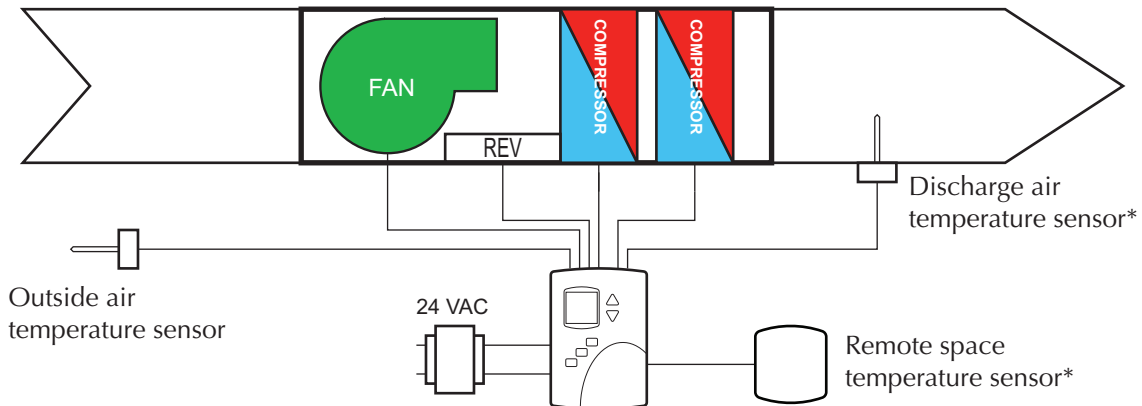 FAN
REV
COMPRESSOR
COMPRESSOR
Discharge air
temperature sensor*
Outside air
temperature sensor
24 VAC
Remote space
temperature sensor*